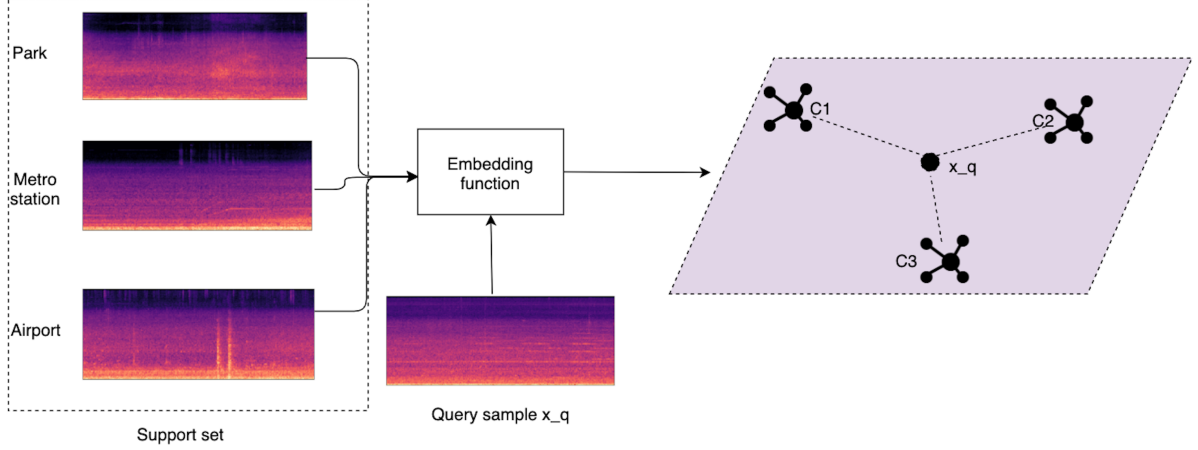 Park
Metro
station
Airport
Support set
Embedding
function
Query sample x_q
C1
C2
x_q
C3